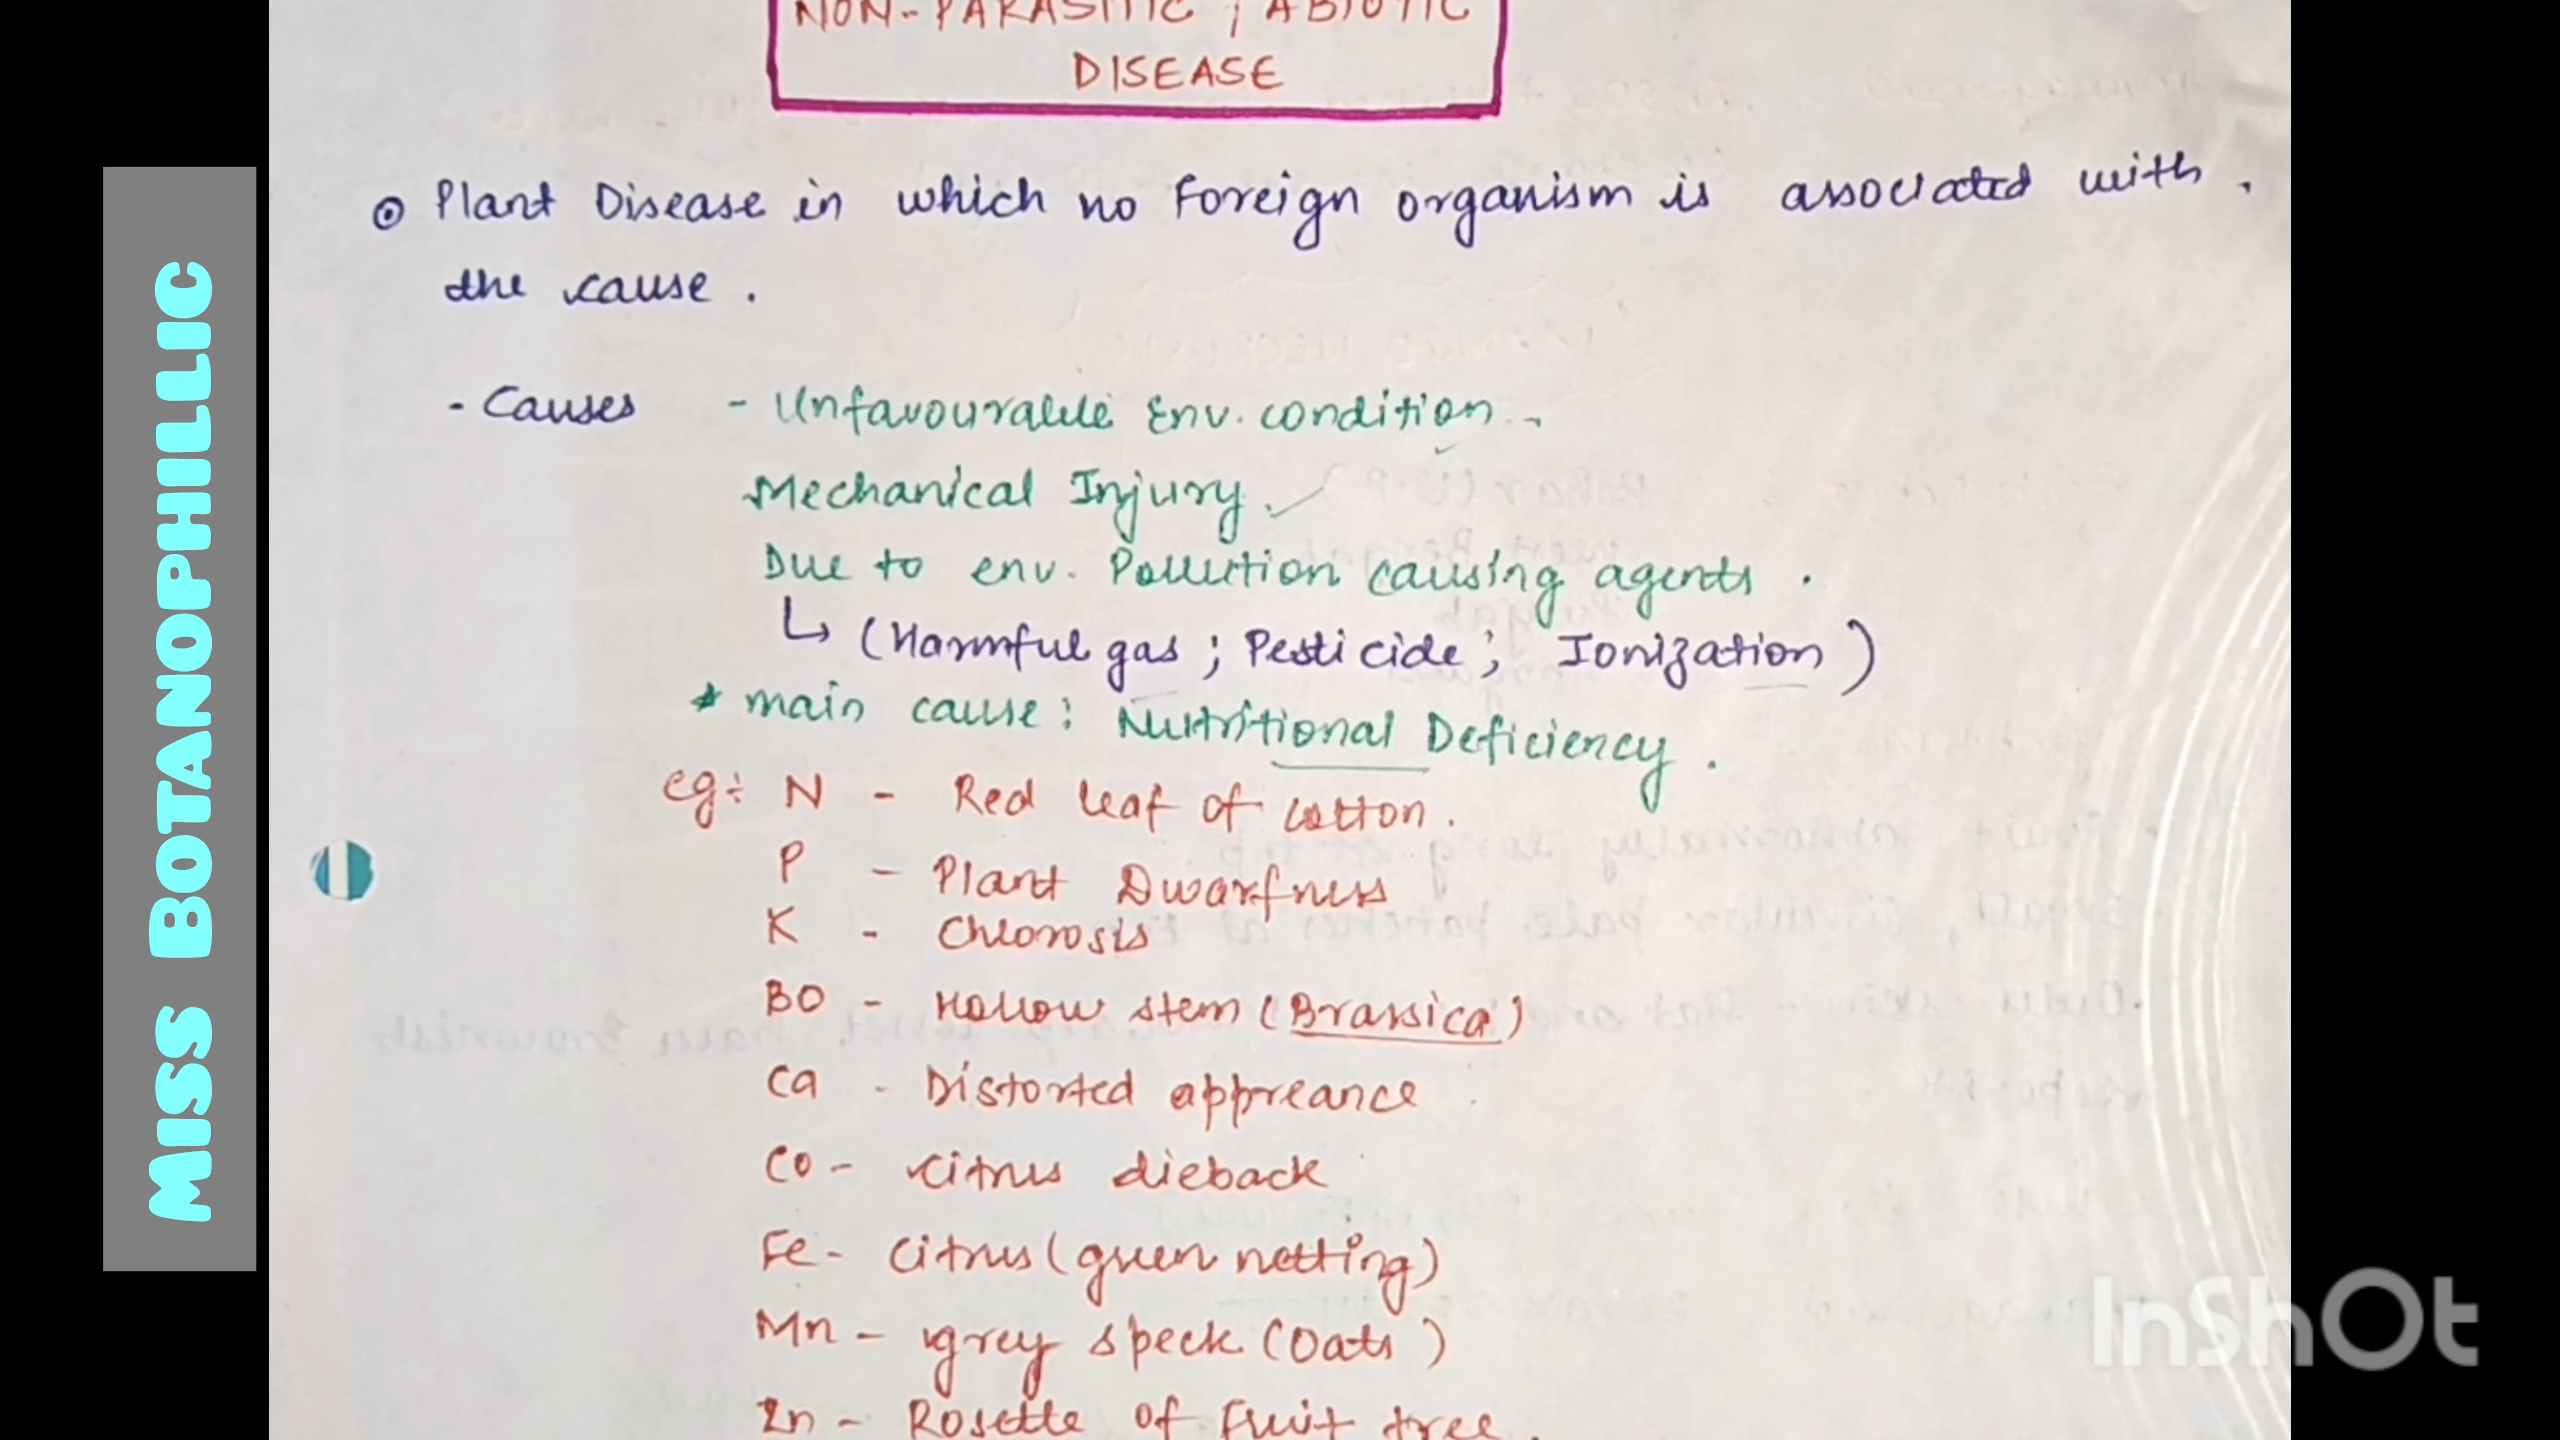 NON-PARASITIC ; ABIOTIC
DISEASE
MISS BOTANOPHILLIC
⊙ Plant Disease in which no Foreign organism is associated with
the cause.
- Causes - Unfavourable Env. condition -
Mechanical Injury.
Due to env. Pollution causing agents.
↳ (Harmful gas ; Pesticide ; Ionization)
* main cause : Nutritional Deficiency.
eg:- N - Red leaf of cotton.
P - Plant Dwarfness
K - Chlorosis
BO - Hollow stem (Brassica)
Ca - Distorted appreance
CO - citrus dieback
Fe - Citrus (green netting)
Mn - grey speck (Oats)
Zn - Rosette of Fruit tree.
InShOt